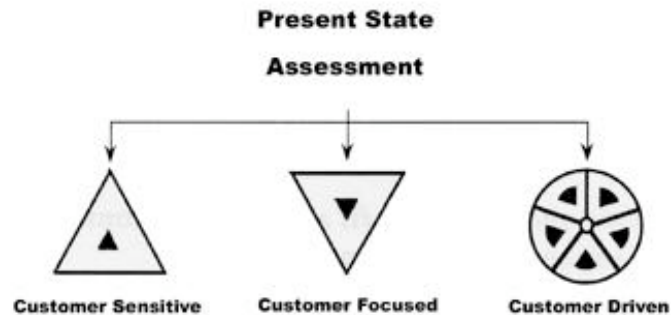 Present State
Assessment
Customer Sensitive
Customer Focused
Customer Driven